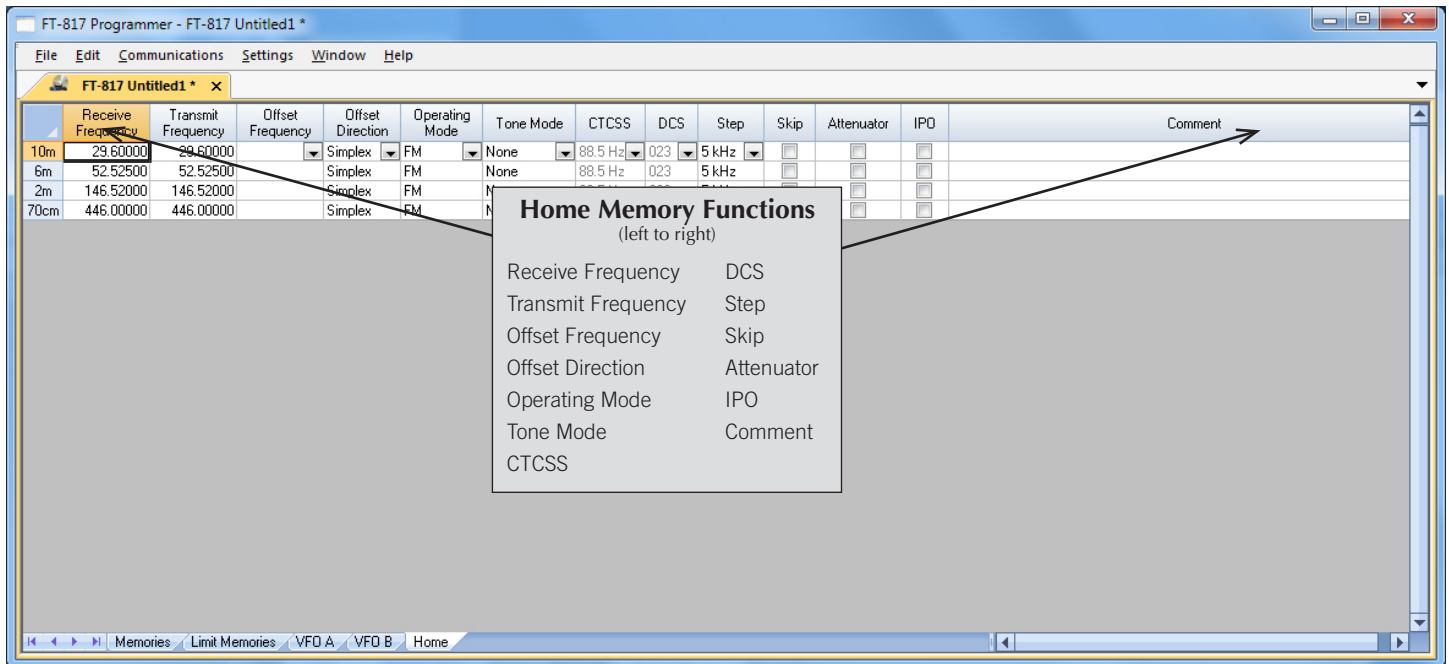 FT-817 Programmer - FT-817 Untitled1 *
File Edit Communications Settings Window Help
FT-817 Untitled1 * X
Receive Frequency Transmit Frequency Offset Frequency Offset Direction Operating Mode Tone Mode CTCSS DCS Step Skip Attenuator IPO Comment
10m 29.60000 29.60000 Simplex FM None 88.5 Hz 023 5 kHz
6m 52.52500 52.52500 Simplex FM None 88.5 Hz 023 5 kHz
2m 146.52000 146.52000 Simplex FM
70cm 446.00000 446.00000 Simplex FM
Home Memory Functions
(left to right)
Receive Frequency DCS
Transmit Frequency Step
Offset Frequency Skip
Offset Direction Attenuator
Operating Mode IPO
Tone Mode Comment
CTCSS
Memories Limit Memories VFO A VFO B Home